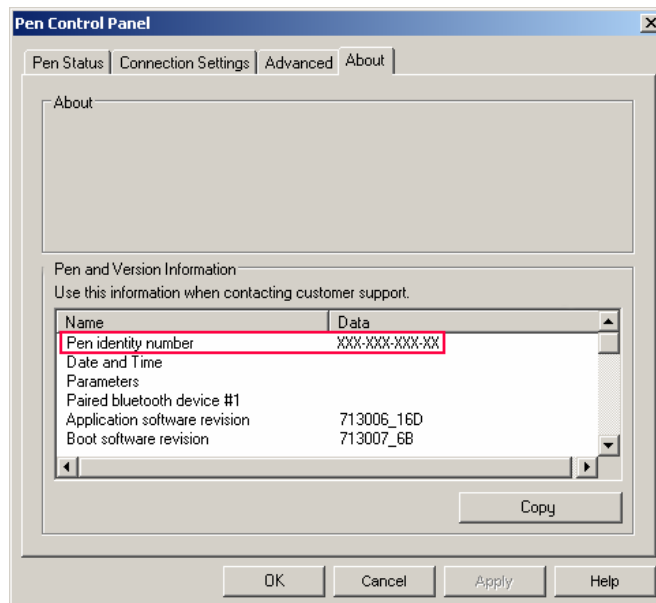 Pen Control Panel
Pen Status Connection Settings Advanced About
About
Pen and Version Information
Use this information when contacting customer support.
Name Data
Pen identity number XXX-XXX-XXX-XX
Date and Time
Parameters
Paired bluetooth device #1
Application software revision 713006_16D
Boot software revision 713007_6B
Copy
OK Cancel Apply Help